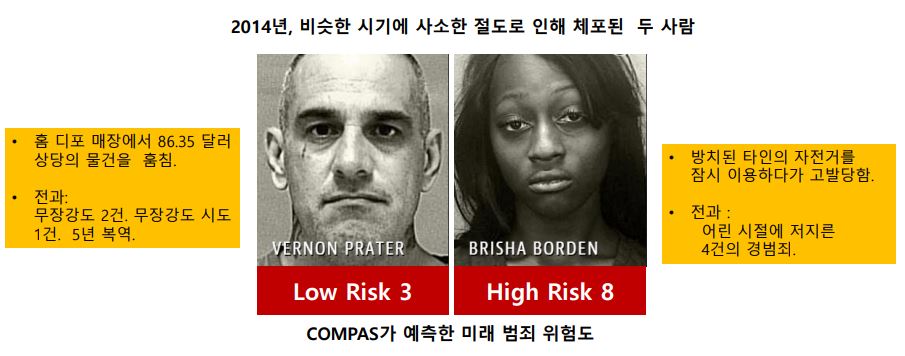 2014년, 비슷한 시기에 사소한 절도로 인해 체포된 두 사람
• 홈 디포 매장에서 86.35 달러
상당의 물건을 훔침.
• 전과:
무장강도 2건. 무장강도 시도
1건. 5년 복역.
VERNON PRATER
Low Risk 3
BRISHA BORDEN
High Risk 8
• 방치된 타인의 자전거를
잠시 이용하다가 고발당함.
• 전과 :
어린 시절에 저지른
4건의 경범죄.
COMPAS가 예측한 미래 범죄 위험도